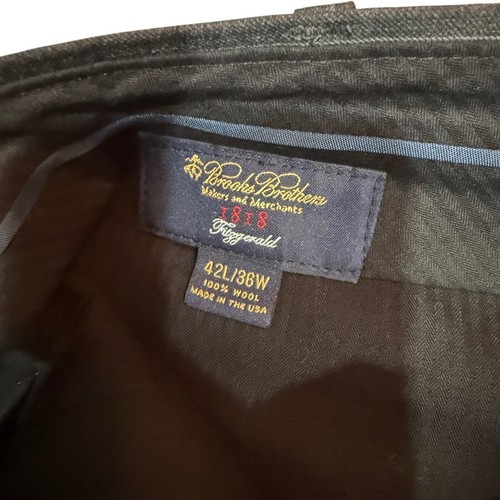 Brooks Brothers
Makers and Merchants
1818
Fitzgerald
42L/36W
100% WOOL
MADE IN THE USA